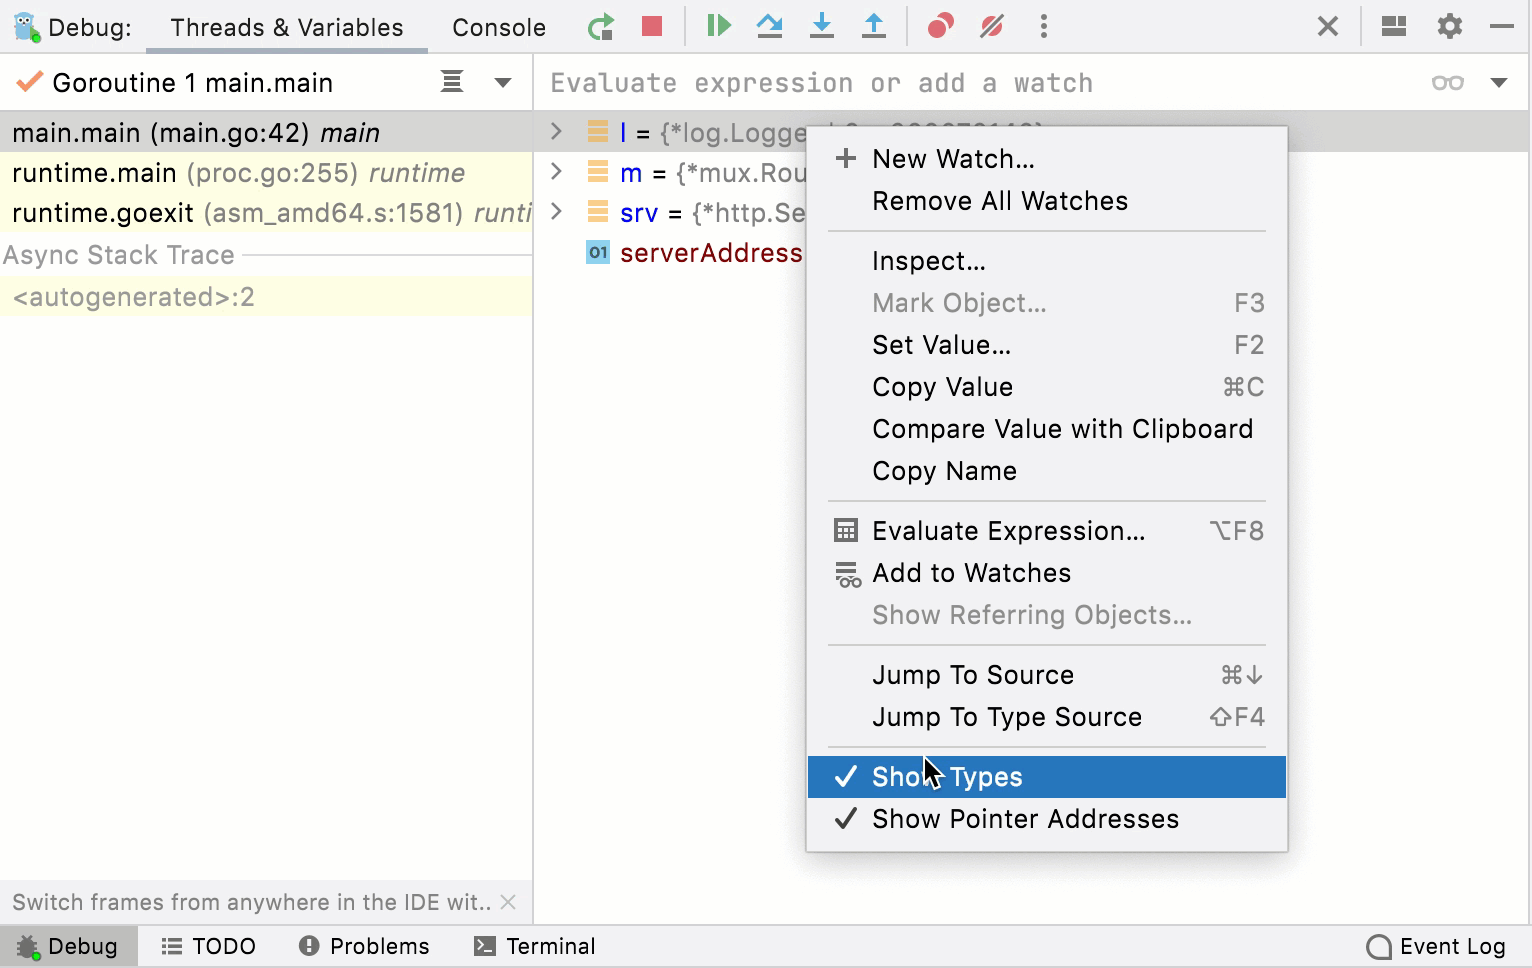 Debug: Threads & Variables Console
Goroutine 1 main.main
Evaluate expression or add a watch
main.main (main.go:42) main
runtime.main (proc.go:255) runtime
runtime.goexit (asm_amd64.s:1581) runti
Async Stack Trace
<autogenerated>:2
l = {*log.Logge
m = {*mux.Rou
srv = {*http.Se
01 serverAddress
New Watch...
Remove All Watches
Inspect...
Mark Object... F3
Set Value... F2
Copy Value ⌘C
Compare Value with Clipboard
Copy Name
Evaluate Expression... ⌥F8
Add to Watches
Show Referring Objects...
Jump To Source ⌘↓
Jump To Type Source ⇧F4
Show Types
Show Pointer Addresses
Switch frames from anywhere in the IDE wit..
Debug TODO Problems Terminal Event Log